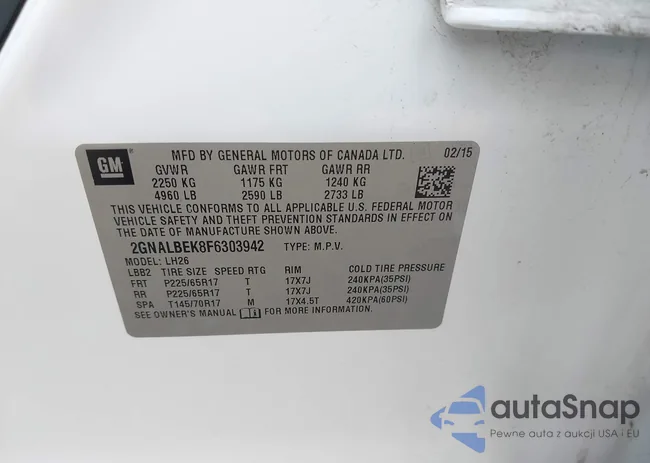 GM
MFD BY GENERAL MOTORS OF CANADA LTD. 02/15
GVWR GAWR FRT GAWR RR
2250 KG 1175 KG 1240 KG
4960 LB 2590 LB 2733 LB
THIS VEHICLE CONFORMS TO ALL APPLICABLE U.S. FEDERAL MOTOR
VEHICLE SAFETY AND THEFT PREVENTION STANDARDS IN EFFECT ON
THE DATE OF MANUFACTURE SHOWN ABOVE.
2GNALBEK8F6303942 TYPE: M.P.V.
MODEL: LH26
LBB2 TIRE SIZE SPEED RTG RIM COLD TIRE PRESSURE
FRT P225/65R17 T 17X7J 240KPA(35PSI)
RR P225/65R17 T 17X7J 240KPA(35PSI)
SPA T145/70R17 M 17X4.5T 420KPA(60PSI)
SEE OWNER'S MANUAL FOR MORE INFORMATION.
autaSnap
Pewne auta z aukcji USA i EU